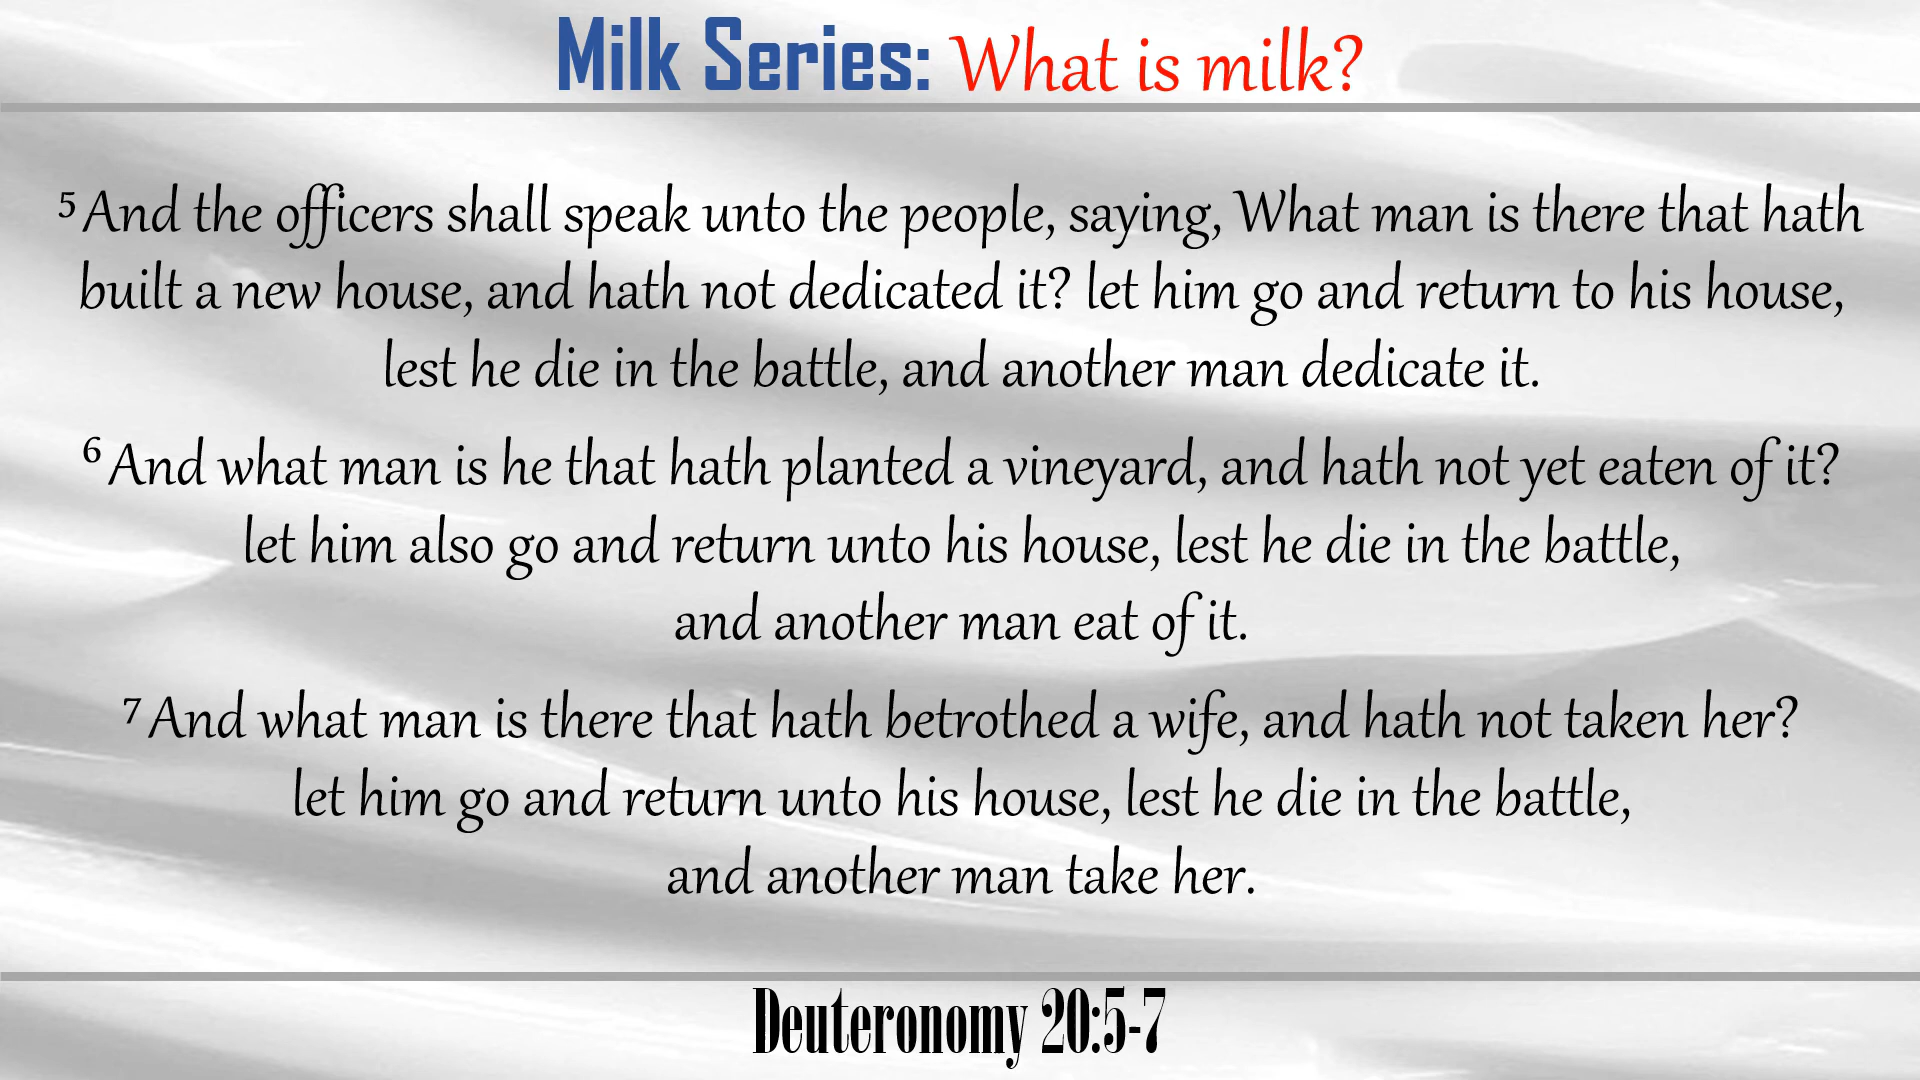 Milk Series: What is milk?
5 And the officers shall speak unto the people, saying, What man is there that hath
built a new house, and hath not dedicated it? let him go and return to his house,
lest he die in the battle, and another man dedicate it.
6 And what man is he that hath planted a vineyard, and hath not yet eaten of it?
let him also go and return unto his house, lest he die in the battle,
and another man eat of it.
7 And what man is there that hath betrothed a wife, and hath not taken her?
let him go and return unto his house, lest he die in the battle,
and another man take her.
Deuteronomy 20:5-7